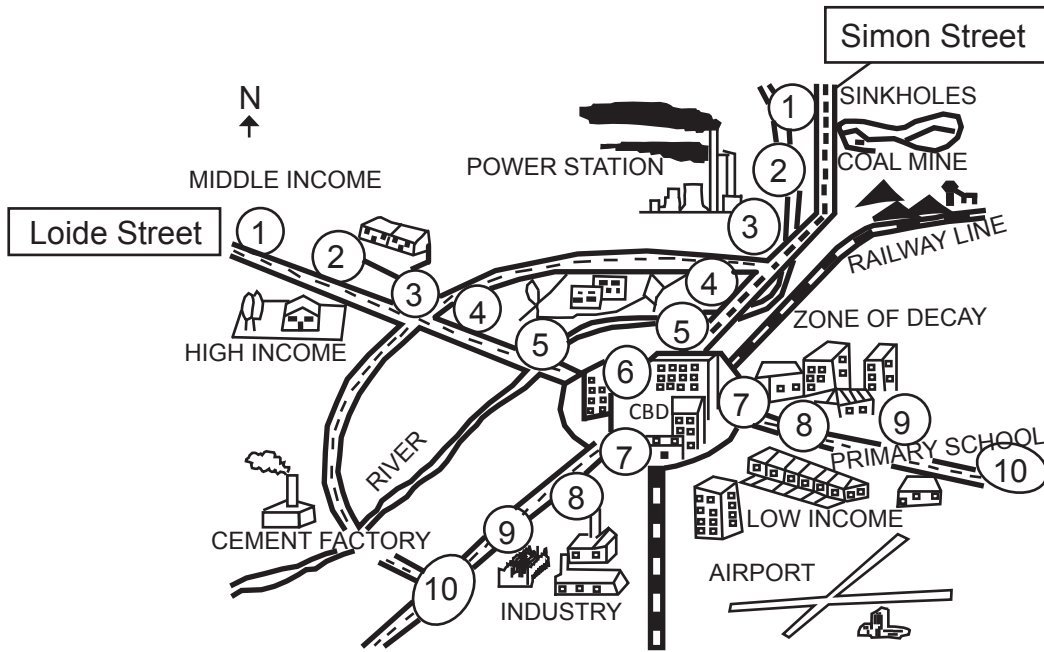 Simon Street
N
1
SINKHOLES
POWER STATION
2
COAL MINE
MIDDLE INCOME
Loide Street
1
2
3
3
RAILWAY LINE
4
4
5
5
HIGH INCOME
ZONE OF DECAY
6
CBD
7
7
8
9
PRIMARY SCHOOL
10
RIVER
8
9
10
LOW INCOME
CEMENT FACTORY
INDUSTRY
AIRPORT